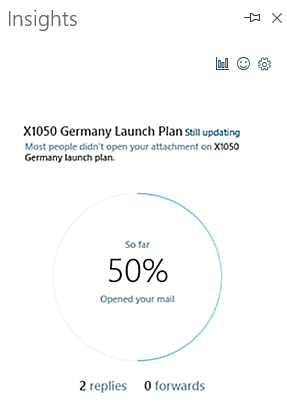 Insights
X1050 Germany Launch Plan Still updating
Most people didn't open your attachment on X1050
Germany launch plan.
So far
50%
Opened your mail
2 replies 0 forwards